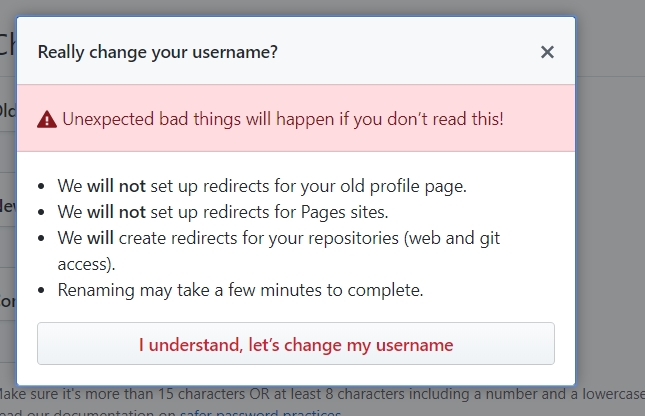 Really change your username?
Unexpected bad things will happen if you don't read this!
• We will not set up redirects for your old profile page.
• We will not set up redirects for Pages sites.
• We will create redirects for your repositories (web and git
access).
• Renaming may take a few minutes to complete.
I understand, let's change my username
ake sure it's more than 15 characters OR at least 8 characters including a number and a lowercase
ead our documentation on safer password practices.